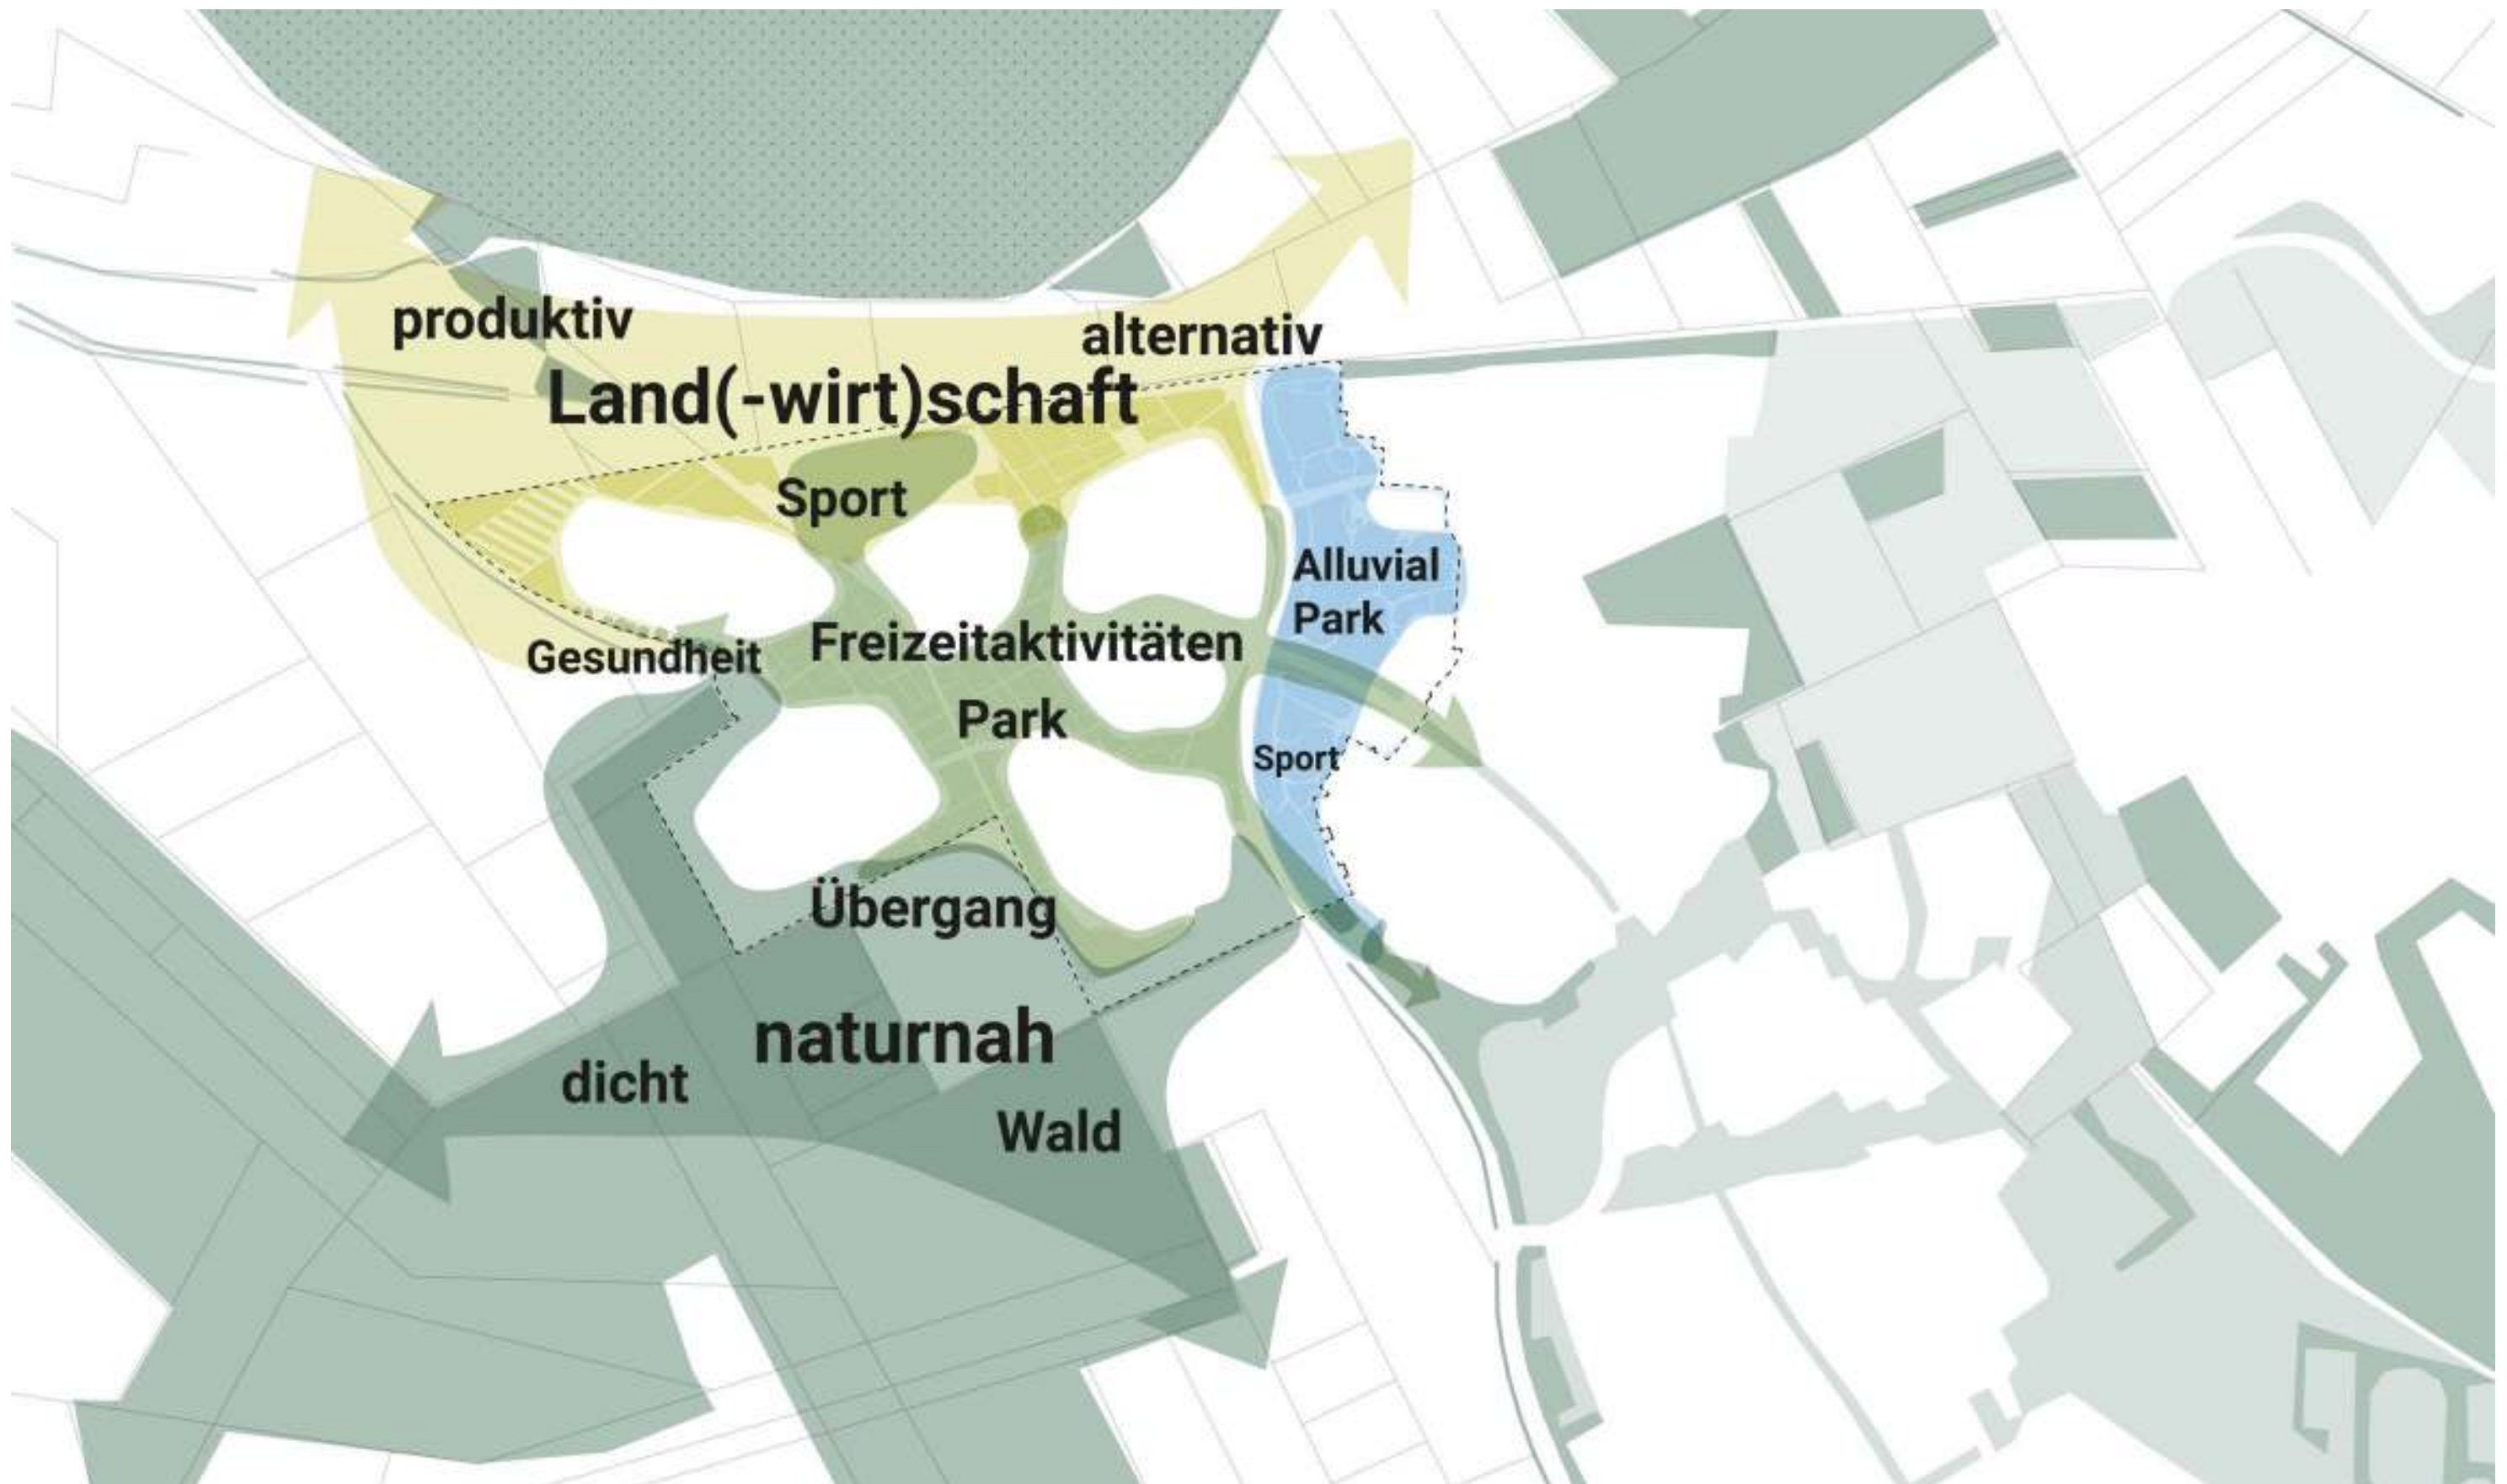 produktiv
alternativ
Land(-wirt)schaft
Sport
Alluvial
Park
Freizeitaktivitäten
Gesundheit
Park
Sport
Übergang
naturnah
dicht
Wald